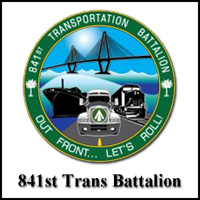 841ST TRANSPORTATION BATTALION
OUT FRONT... LET'S ROLL!
841st Trans Battalion